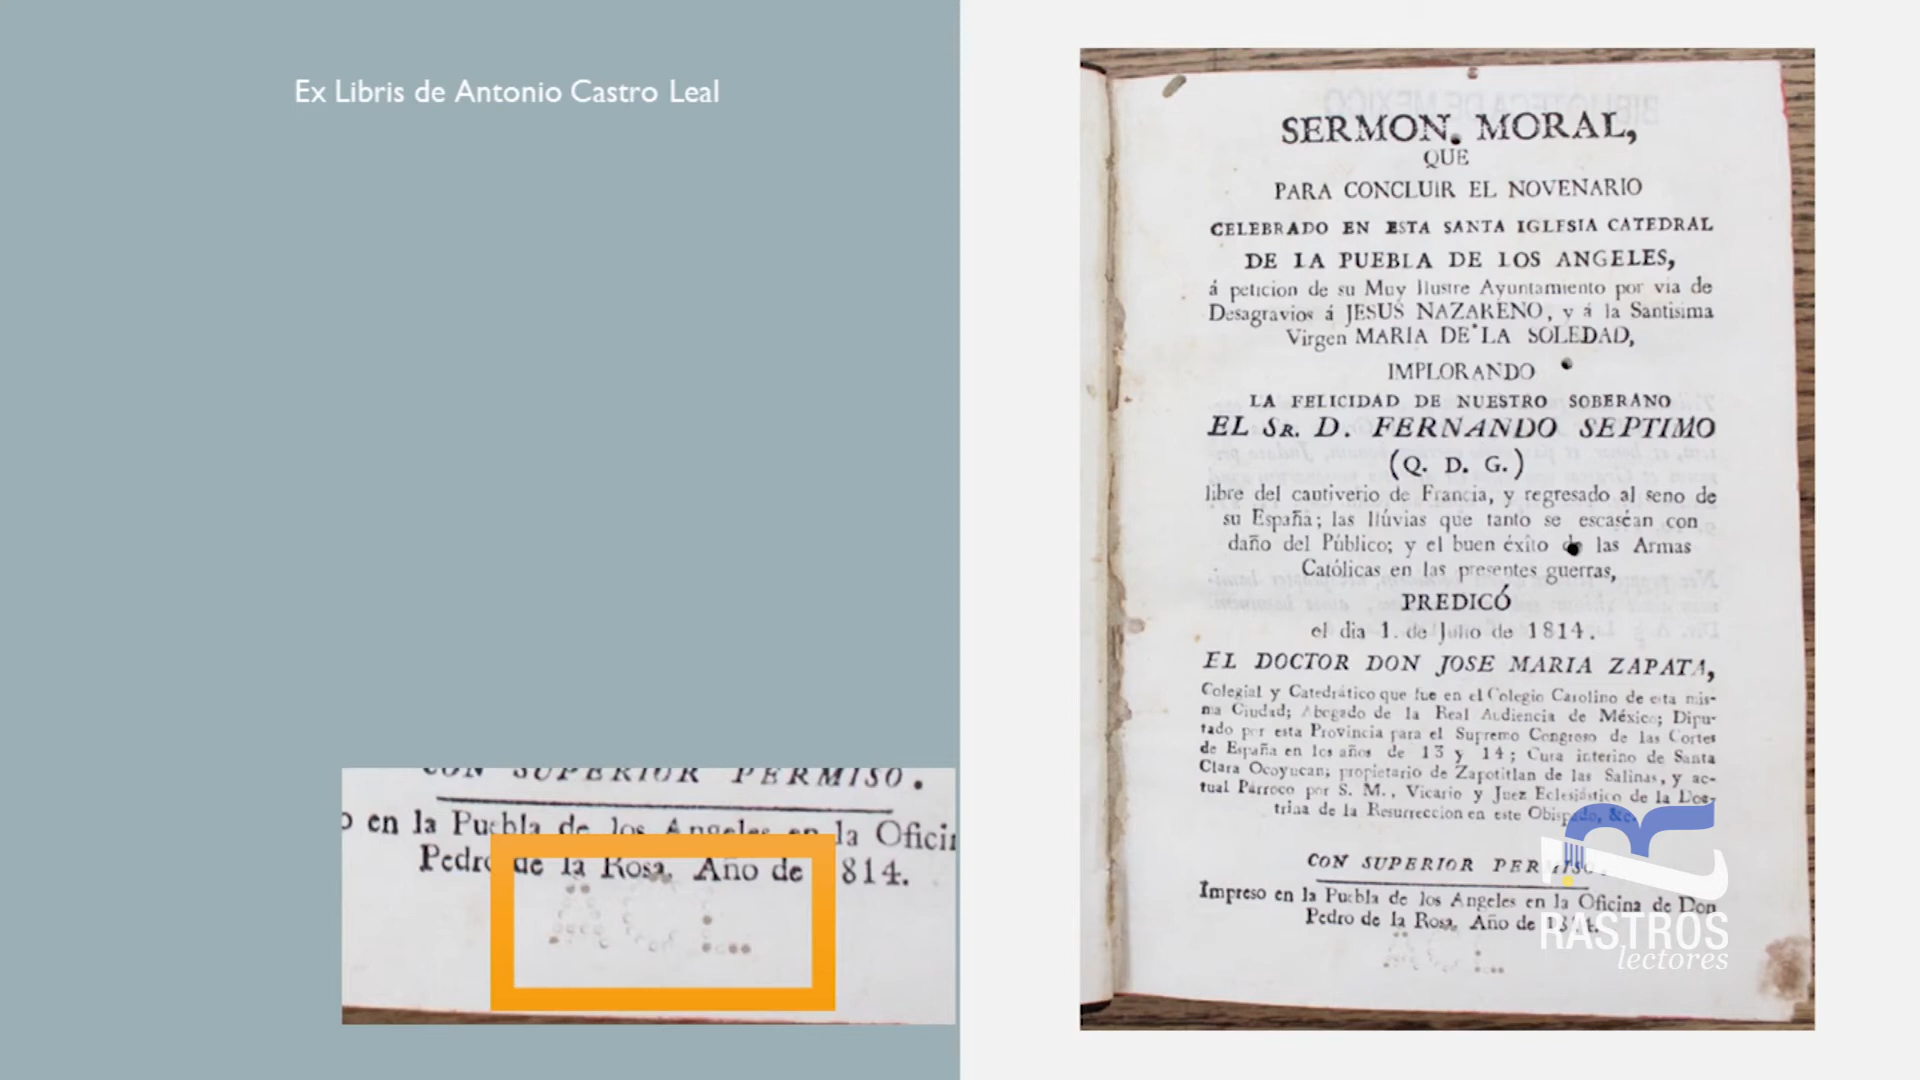 Ex Libris de Antonio Castro Leal
CON SUPERIOR PERMISO.
o en la Puebla de los Angeles en la Oficin
Pedro de la Rosa. Año de 814.
ACL
SERMON. MORAL,
QUE
PARA CONCLUIR EL NOVENARIO
CELEBRADO EN ESTA SANTA IGLESIA CATEDRAL
DE LA PUEBLA DE LOS ANGELES,
á peticion de su Muy Ilustre Ayuntamiento por via de
Desagravios á JESUS NAZARENO, y á la Santisima
Virgen MARIA DE LA SOLEDAD,
IMPLORANDO
LA FELICIDAD DE NUESTRO SOBERANO
EL SR. D. FERNANDO SEPTIMO
(Q. D. G.)
libre del cautiverio de Francia, y regresado al seno de
su España; las llúvias que tanto se escaséan con
daño del Público; y el buen éxîto de las Armas
Católicas en las presentes guerras,
PREDICÓ
el dia 1. de Julio de 1814.
EL DOCTOR DON JOSE MARIA ZAPATA,
Colegial y Catedrático que fue en el Colegio Carolino de esta mis-
ma Ciudad; Abogado de la Real Audiencia de México; Dipu-
tado por esta Provincia para el Supremo Congreso de las Cortes
de España en los años de 13 y 14; Cura interino de Santa
Clara Ocoyucan; propietario de Zapotitlan de las Salinas, y ac-
tual Párroco por S. M., Vicario y Juez Eclesiástico de la Doc-
trina de la Resurreccion en este Obispado, &c.
CON SUPERIOR PERMISO.
Impreso en la Puebla de los Angeles en la Oficina de Don
Pedro de la Rosa. Año de 1814.
ACL
RASTROS
lectores